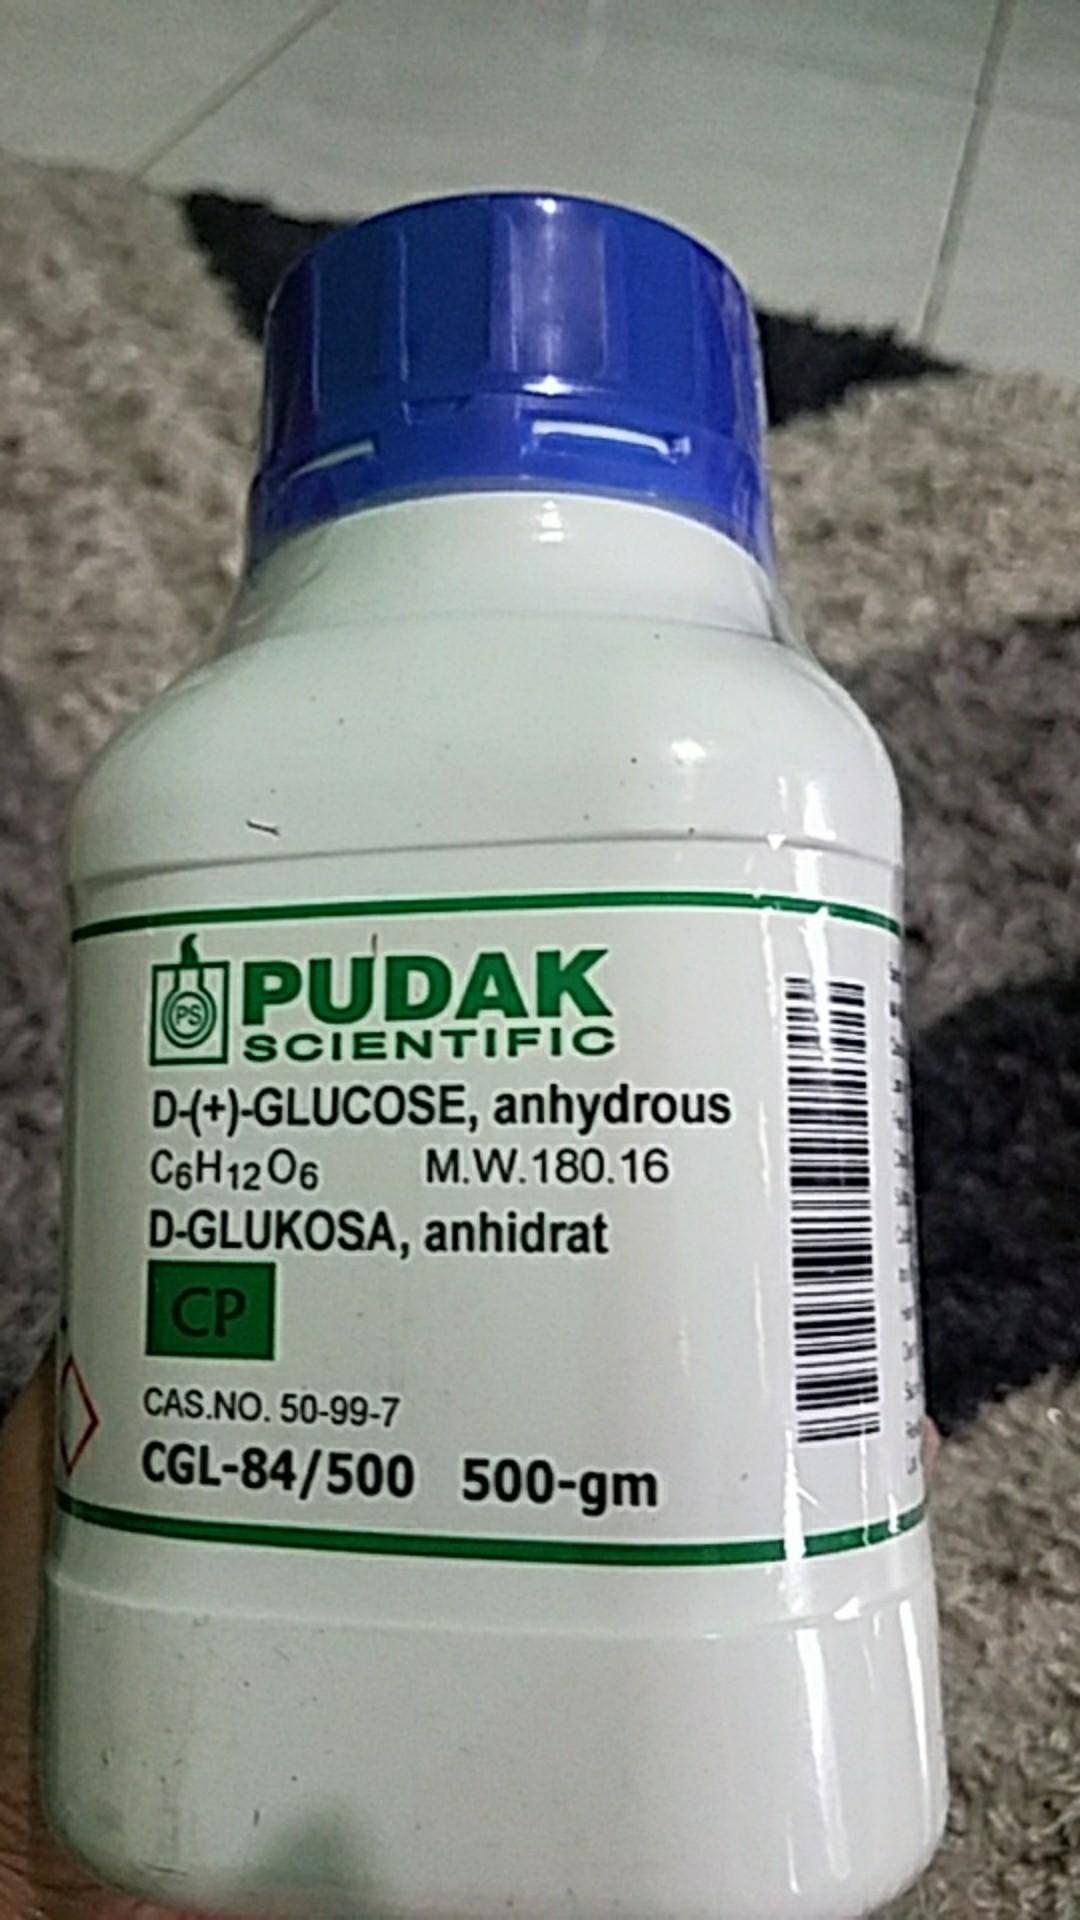 PS
PUDAK
SCIENTIFIC
D-(+)-GLUCOSE, anhydrous
C₆H₁₂O₆ M.W.180.16
D-GLUKOSA, anhidrat
CP
CAS.NO. 50-99-7
CGL-84/500 500-gm